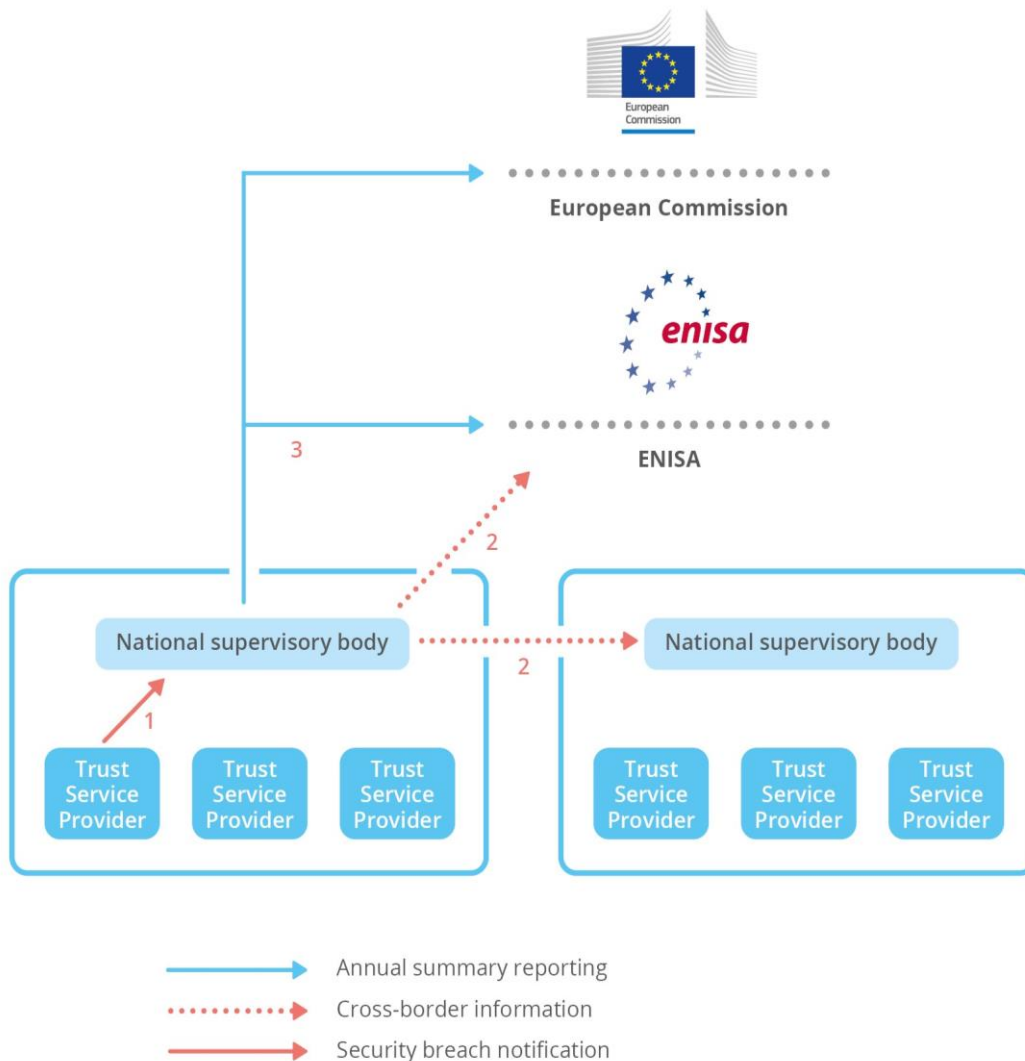 European
Commission
European Commission
enisa
3
ENISA
2
National supervisory body
2
National supervisory body
1
Trust
Service
Provider
Trust
Service
Provider
Trust
Service
Provider
Trust
Service
Provider
Trust
Service
Provider
Trust
Service
Provider
Annual summary reporting
Cross-border information
Security breach notification